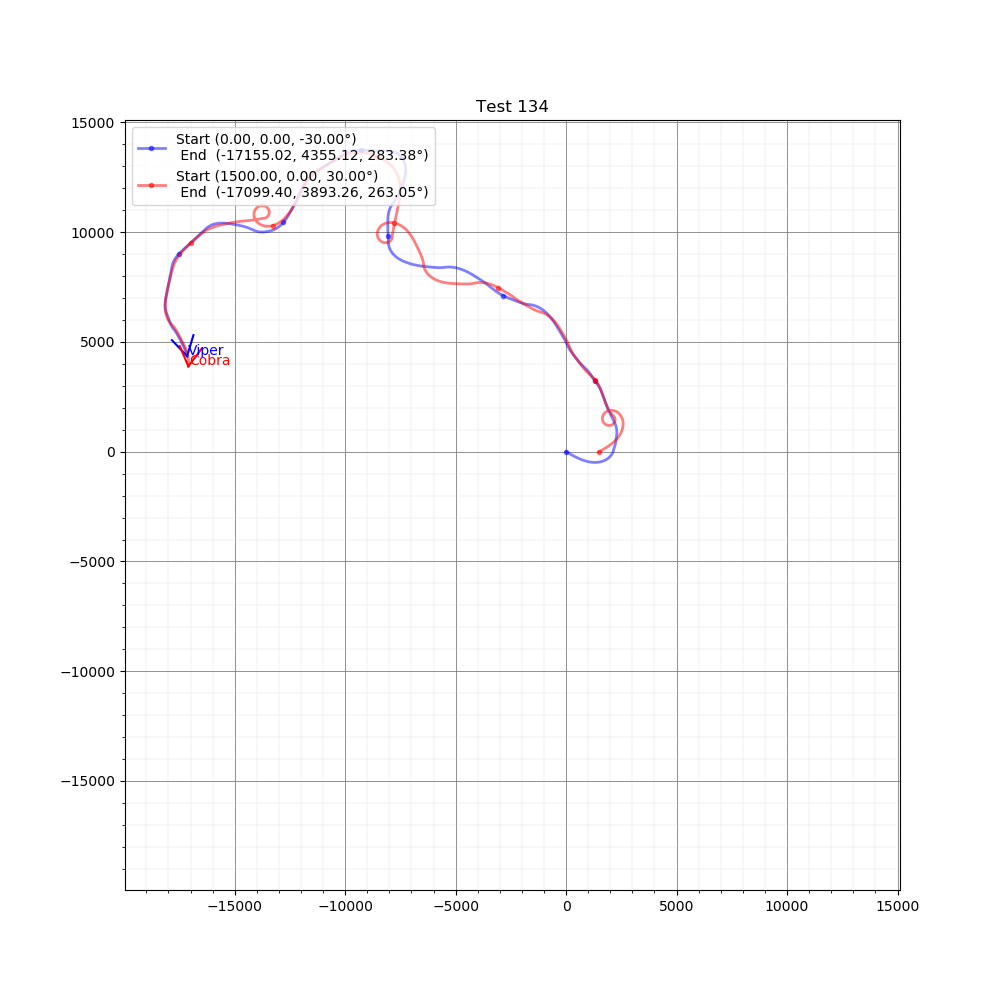 Test 134
Start (0.00, 0.00, -30.00°)
End  (-17155.02, 4355.12, 283.38°)
Start (1500.00, 0.00, 30.00°)
End  (-17099.40, 3893.26, 263.05°)
15000
10000
5000
0
−5000
−10000
−15000
Viper
Cobra
−15000 −10000 −5000 0 5000 10000 15000